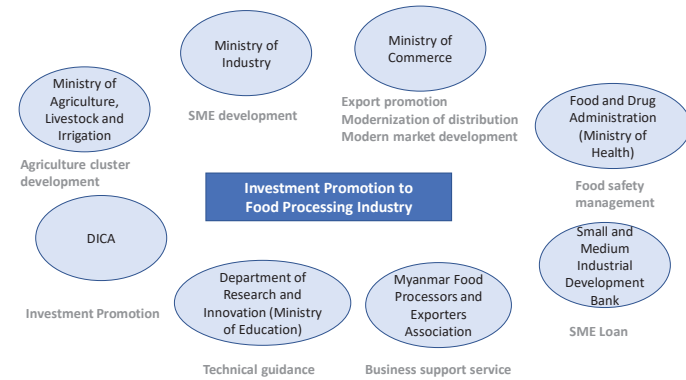 Ministry of
Industry
SME development
Ministry of
Commerce
Export promotion
Modernization of distribution
Modern market development
Ministry of
Agriculture,
Livestock and
Irrigation
Agriculture cluster
development
Food and Drug
Administration
(Ministry of
Health)
Food safety
management
Investment Promotion to
Food Processing Industry
DICA
Investment Promotion
Department of
Research and
Innovation (Ministry
of Education)
Technical guidance
Myanmar Food
Processors and
Exporters
Association
Business support service
Small and
Medium
Industrial
Development
Bank
SME Loan